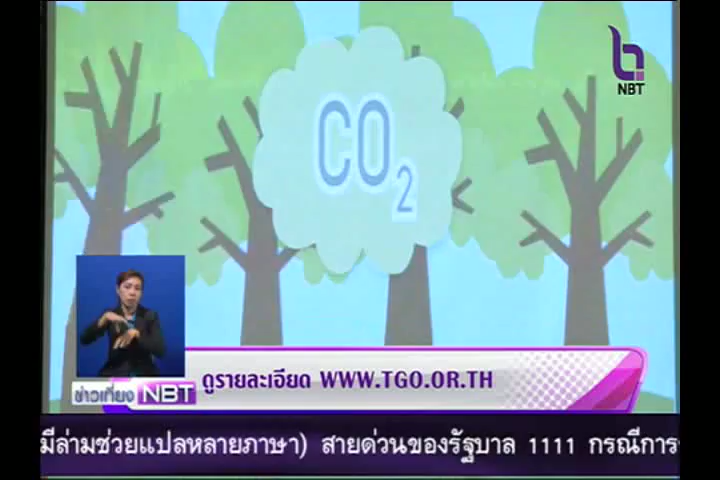 NBT
CO2
ดูรายละเอียด WWW.TGO.OR.TH
ข่าวเที่ยง NBT
มีล่ามช่วยแปลหลายภาษา) สายด่วนของรัฐบาล 1111 กรณีการ